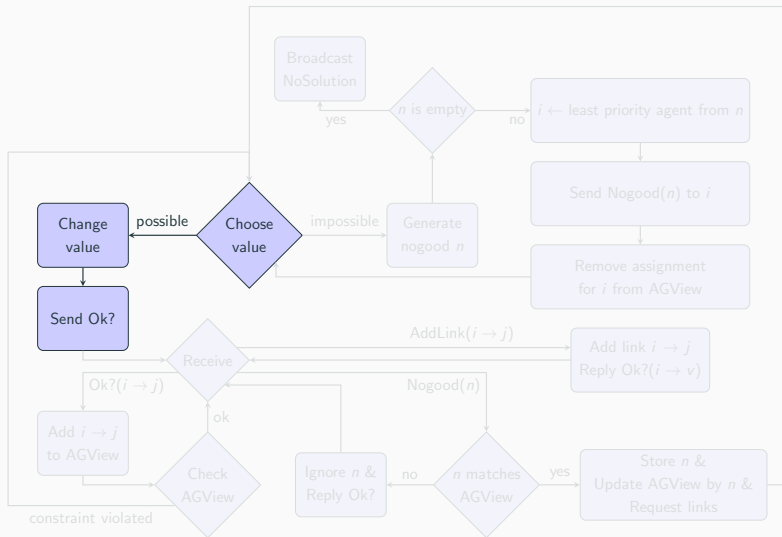 Broadcast
NoSolution
n is empty
yes
no
i ← least priority agent from n
Send Nogood(n) to i
Remove assignment
for i from AGView
Change
value
possible
Choose
value
impossible
Generate
nogood n
Send Ok?
Receive
AddLink(i → j)
Add link i → j
Reply Ok?(i → v)
Ok?(i → j)
Nogood(n)
ok
Add i → j
to AGView
Check
AGView
Ignore n &
Reply Ok?
no
n matches
AGView
yes
Store n &
Update AGView by n &
Request links
constraint violated